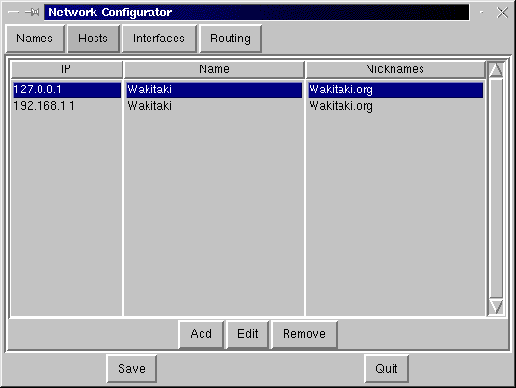 Network Configurator
Names Hosts Interfaces Routing
IP Name Nicknames
127.0.0.1 Wakitaki Wakitaki.org
192.168.1.1 Wakitaki Wakitaki.org
Add Edit Remove
Save Quit